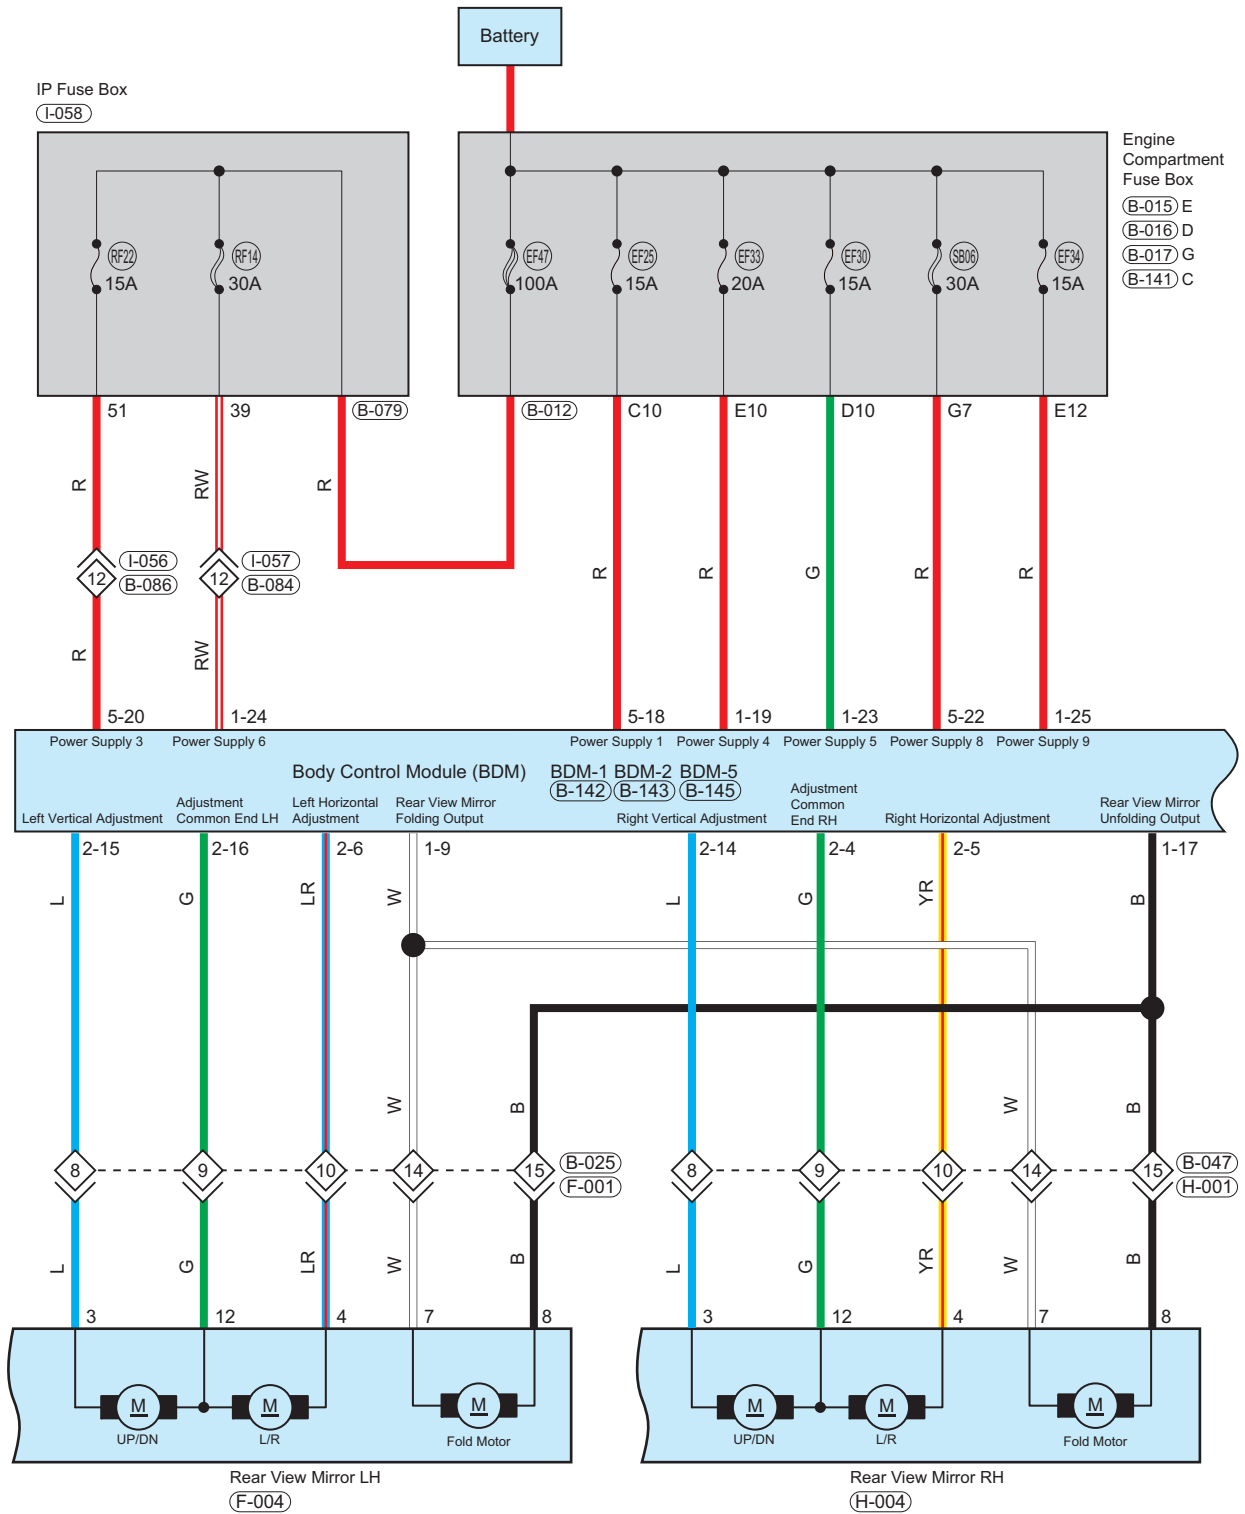 Battery
IP Fuse Box
I-058
Engine
Compartment
Fuse Box
B-015 E
B-016 D
B-017 G
B-141 C
RF22
15A
RF14
30A
EF47
100A
EF25
15A
EF33
20A
EF30
15A
SB06
30A
EF34
15A
51
39
B-079
B-012
C10
E10
D10
G7
E12
R
RW
R
I-056
B-086
12
I-057
B-084
12
R
R
G
R
R
R
RW
5-20
1-24
5-18
1-19
1-23
5-22
1-25
Power Supply 3
Power Supply 6
Power Supply 1
Power Supply 4
Power Supply 5
Power Supply 8
Power Supply 9
Body Control Module (BDM)
BDM-1 BDM-2 BDM-5
B-142 B-143 B-145
Left Vertical Adjustment
Adjustment
Common End LH
Left Horizontal
Adjustment
Rear View Mirror
Folding Output
Right Vertical Adjustment
Adjustment
Common
End RH
Right Horizontal Adjustment
Rear View Mirror
Unfolding Output
2-15
2-16
2-6
1-9
2-14
2-4
2-5
1-17
L
G
LR
W
L
G
YR
B
W
B
W
B
8
9
10
14
15
B-025
F-001
8
9
10
14
15
B-047
H-001
L
G
LR
W
B
L
G
YR
W
B
3
12
4
7
8
3
12
4
7
8
M
M
M
M
M
M
UP/DN
L/R
Fold Motor
UP/DN
L/R
Fold Motor
Rear View Mirror LH
F-004
Rear View Mirror RH
H-004